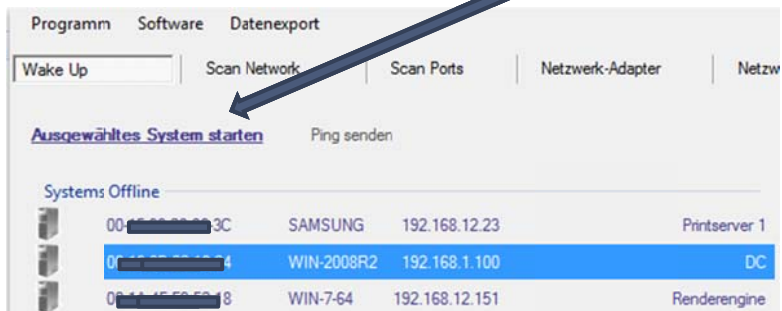 Programm Software Datenexport
Wake Up Scan Network Scan Ports Netzwerk-Adapter Netzw
Ausgewähltes System starten Ping senden
Systems Offline
00- -3C SAMSUNG 192.168.12.23 Printserver 1
WIN-2008R2 192.168.1.100 DC
WIN-7-64 192.168.12.151 Renderengine